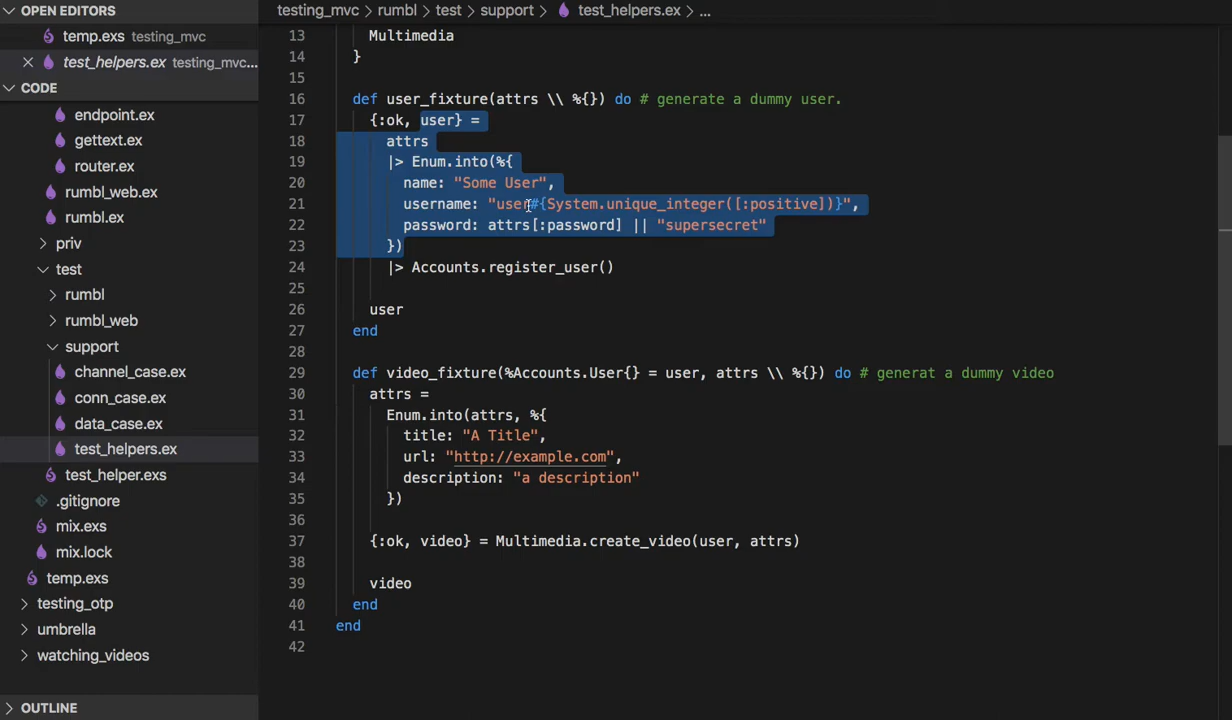 OPEN EDITORS
temp.exs testing_mvc
test_helpers.ex testing_mvc...
CODE
endpoint.ex
gettext.ex
router.ex
rumbl_web.ex
rumbl.ex
priv
test
rumbl
rumbl_web
support
channel_case.ex
conn_case.ex
data_case.ex
test_helpers.ex
test_helper.exs
.gitignore
mix.exs
mix.lock
temp.exs
testing_otp
umbrella
watching_videos
OUTLINE
testing_mvc > rumbl > test > support > test_helpers.ex > ...
13 Multimedia
14 }
15
16 def user_fixture(attrs \\ %{}) do # generate a dummy user.
17 {:ok, user} =
18 attrs
19 |> Enum.into(%{
20 name: "Some User",
21 username: "user#{System.unique_integer([:positive])}",
22 password: attrs[:password] || "supersecret"
23 })
24 |> Accounts.register_user()
25
26 user
27 end
28
29 def video_fixture(%Accounts.User{} = user, attrs \\ %{}) do # generat a dummy video
30 attrs =
31 Enum.into(attrs, %{
32 title: "A Title",
33 url: "http://example.com",
34 description: "a description"
35 })
36
37 {:ok, video} = Multimedia.create_video(user, attrs)
38
39 video
40 end
41 end
42